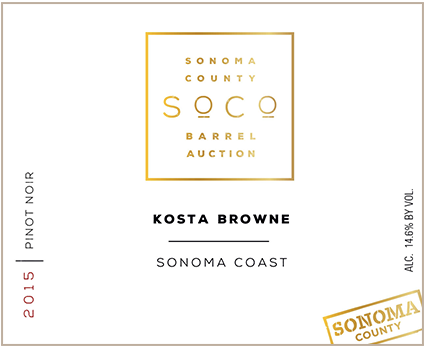 SONOMA
COUNTY
SOCO
BARREL
AUCTION
KOSTA BROWNE
SONOMA COAST
2015 | PINOT NOIR
ALC. 14.6% BY VOL.
SONOMA
COUNTY